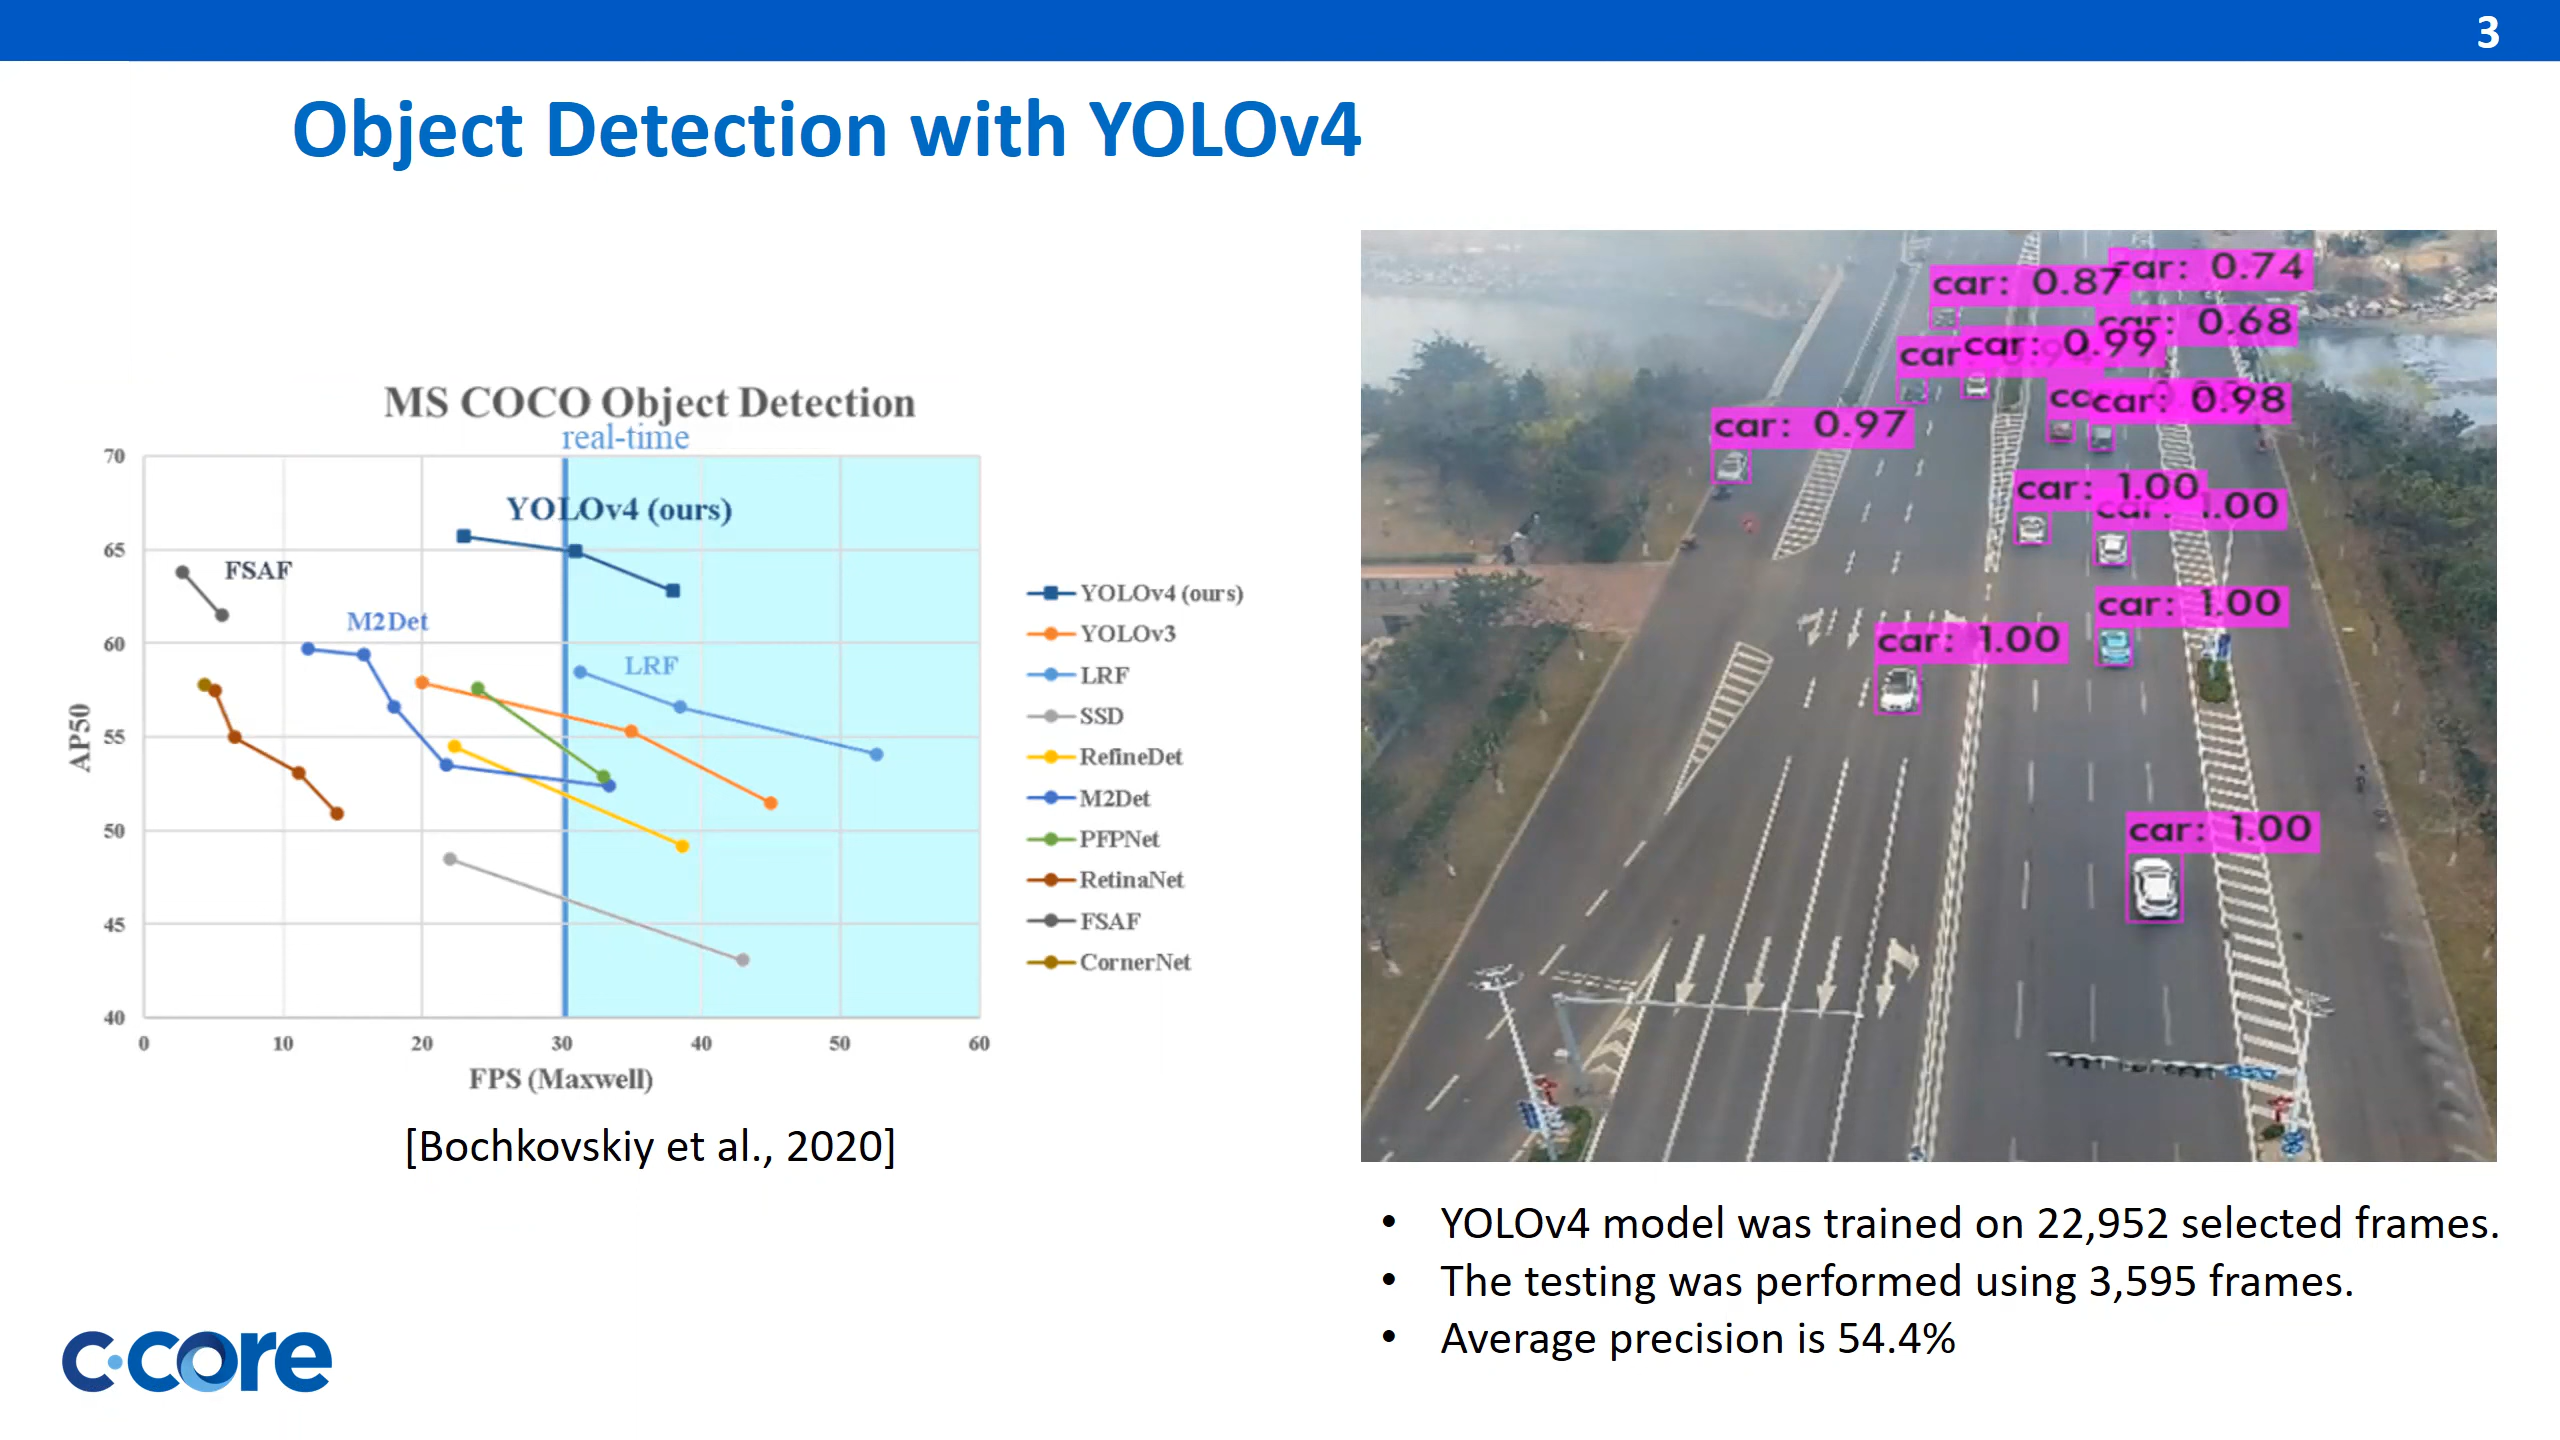 3
Object Detection with YOLOv4
MS COCO Object Detection
real-time
70
65
60
55
50
45
40
AP50
YOLOv4 (ours)
FSAF
M2Det
LRF
0 10 20 30 40 50 60
FPS (Maxwell)
YOLOv4 (ours)
YOLOv3
LRF
SSD
RefineDet
M2Det
PFPNet
RetinaNet
FSAF
CornerNet
[Bochkovskiy et al., 2020]
car: 0.74
car: 0.87
car: 0.68
car: 0.99
car
car: 0.98
car: 0.97
car: 1.00
car: 1.00
car: 1.00
car: 1.00
car: 1.00
• YOLOv4 model was trained on 22,952 selected frames.
• The testing was performed using 3,595 frames.
• Average precision is 54.4%
c·core